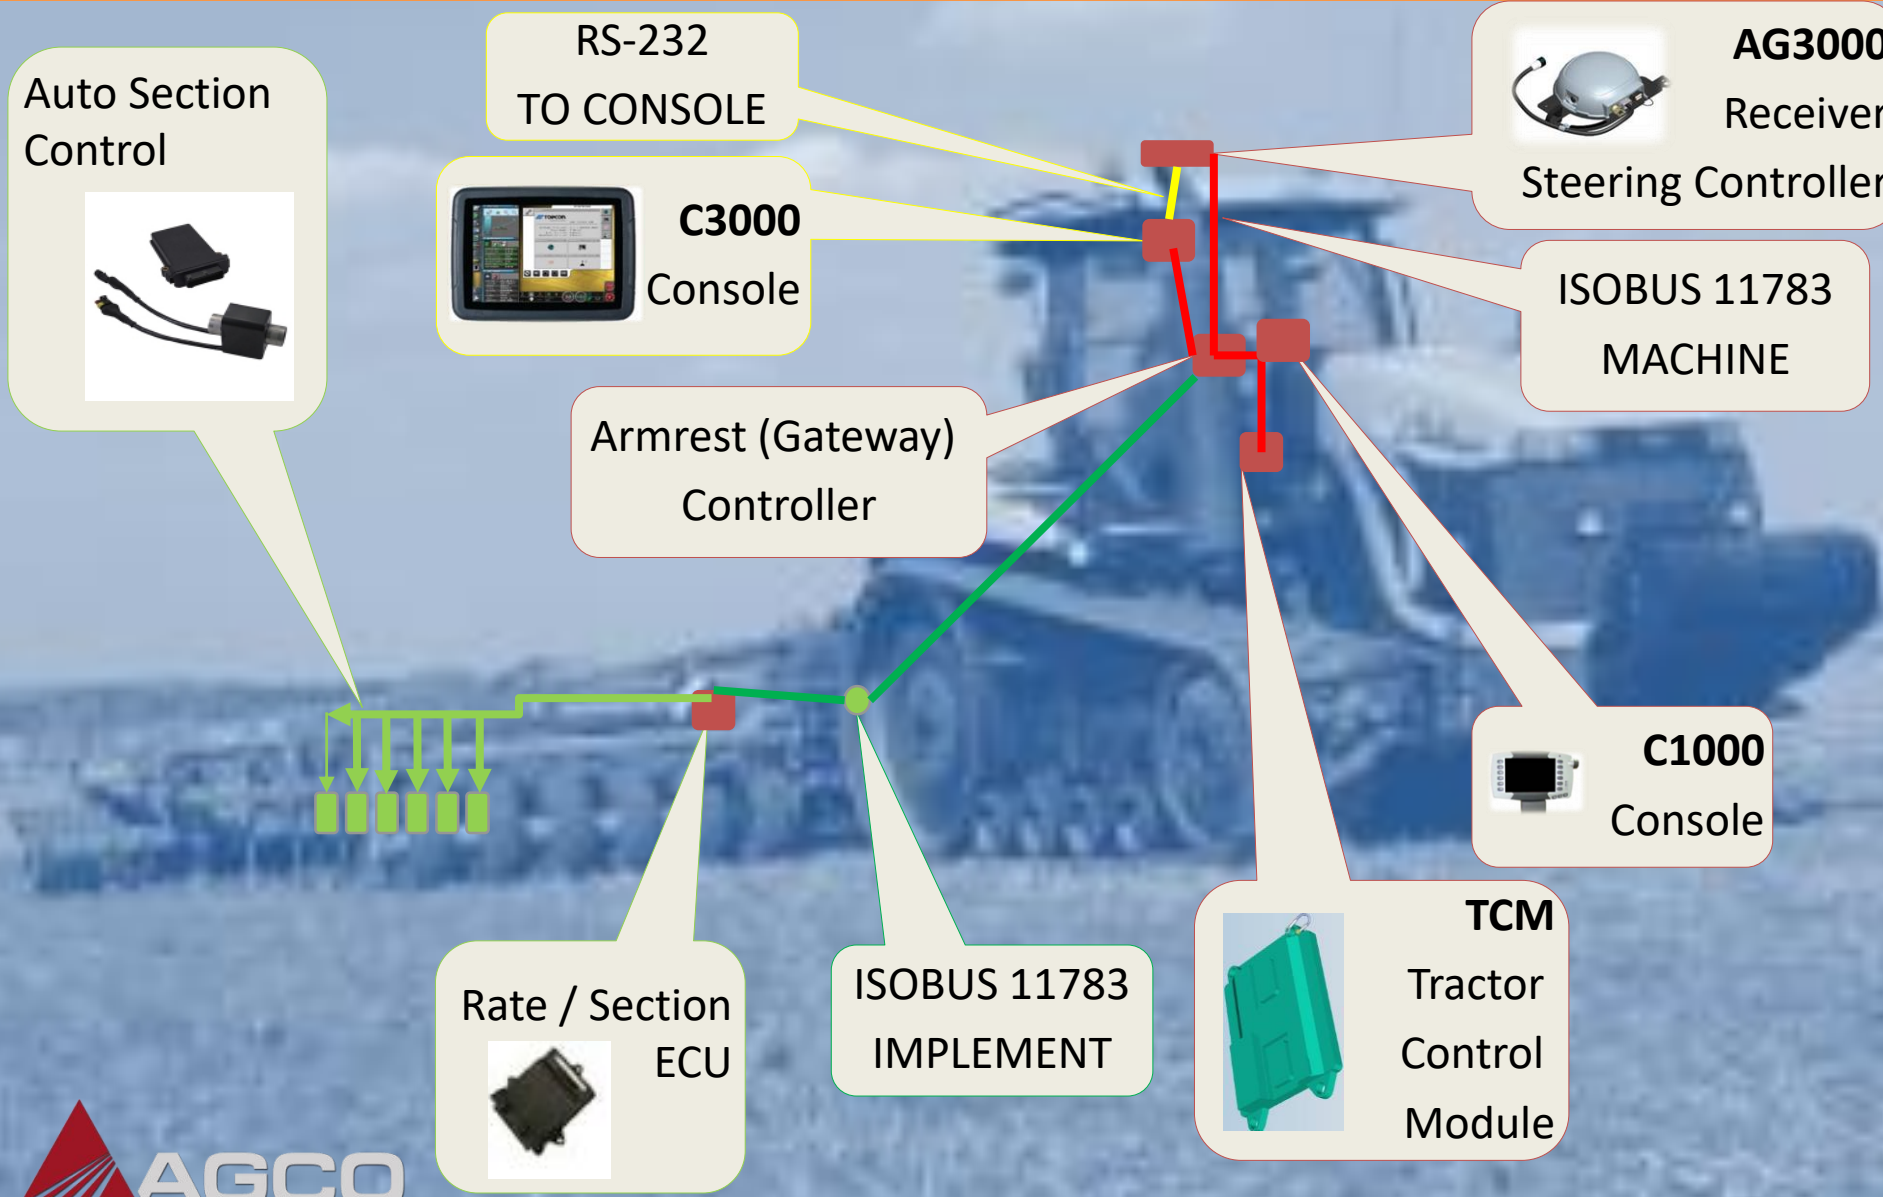 Auto Section
Control
RS-232
TO CONSOLE
C3000
Console
AG3000
Receiver
Steering Controller
ISOBUS 11783
MACHINE
Armrest (Gateway)
Controller
C1000
Console
TCM
Tractor
Control
Module
ISOBUS 11783
IMPLEMENT
Rate / Section
ECU
TOPCON
AGCO